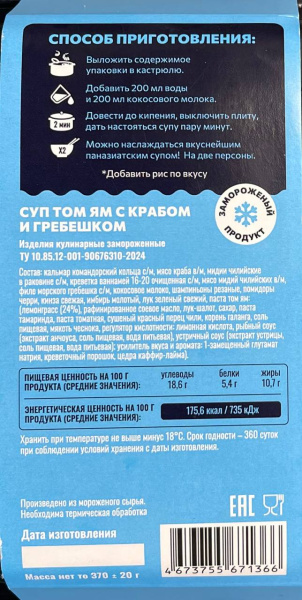 СПОСОБ ПРИГОТОВЛЕНИЯ:
Выложить содержимое
упаковки в кастрюлю.
Добавить 200 мл воды
и 200 мл кокосового молока.
2 мин
Довести до кипения, выключить плиту,
дать настояться супу пару минут.
X2
Можно наслаждаться вкуснейшим
паназиатским супом! На две персоны.
*Добавить рис по вкусу
ЗАМОРОЖЕННЫЙ
ПРОДУКТ
СУП ТОМ ЯМ С КРАБОМ
И ГРЕБЕШКОМ
Изделия кулинарные замороженные
ТУ 10.85.12-001-90676310-2024
Состав: кальмар командорский кольца с/м, мясо краба в/м, мидии чилийские
в раковине с/м, креветка ваннамей 16-20 очищенная с/м, мясо мидий чилийских в/м,
филе морского гребешка с/м, кокосовое молоко, шампиньоны резаные, помидоры
черри, кинза свежая, имбирь молотый, лук зеленый свежий, паста том ям:
(лемонграсс (24%), рафинированное соевое масло, лук-шалот, сахар, паста
тамаринда, паста томатная, сушеный красный перец чили, корень галанга, соль
пищевая, мякоть чеснока, регулятор кислотности: лимонная кислота, рыбный соус
(экстракт анчоуса, соль пищевая, вода питьевая), устричный соус (экстракт устрицы,
соль пищевая, вода питьевая): усилитель вкуса и аромата: 1-замещенный глутамат
натрия, креветочный порошок, цедра каффир-лайма).
ПИЩЕВАЯ ЦЕННОСТЬ НА 100 Г
ПРОДУКТА (СРЕДНИЕ ЗНАЧЕНИЯ):
углеводы белки жиры
18,6 г 5,4 г 10,7 г
ЭНЕРГЕТИЧЕСКАЯ ЦЕННОСТЬ НА 100 Г
ПРОДУКТА (СРЕДНИЕ ЗНАЧЕНИЯ):
175,6 ккал / 735 кДж
Хранить при температуре не выше минус 18°С. Срок годности – 360 суток
при соблюдении условий хранения с даты изготовления.
Произведено из мороженого сырья.
Необходима термическая обработка
EAC
Дата изготовления
Масса нетто 370 ± 20 г
4 673755 671366